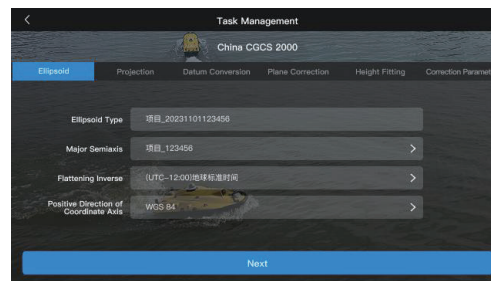 Task Management
China CGCS 2000
Ellipsoid Projection Datum Conversion Plane Correction Height Fitting Correction Paramet
Ellipsoid Type 项目_20231101123456
Major Semiaxis 项目_123456
Flattening Inverse (UTC-12:00)地球标准时间
Positive Direction of
Coordinate Axis WGS 84
Next